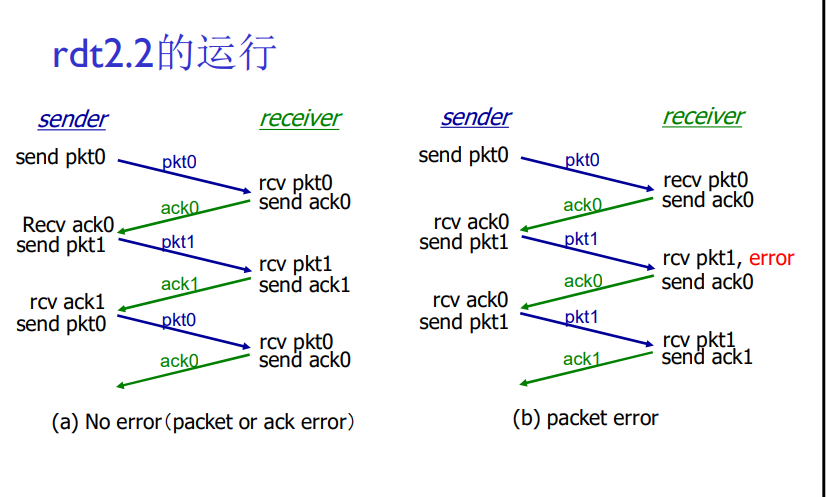 rdt2.2的运行
sender
receiver
send pkt0
pkt0
rcv pkt0
send ack0
ack0
Recv ack0
send pkt1
pkt1
rcv pkt1
send ack1
ack1
rcv ack1
send pkt0
pkt0
rcv pkt0
send ack0
ack0
(a) No error(packet or ack error)
sender
receiver
send pkt0
pkt0
recv pkt0
send ack0
ack0
rcv ack0
send pkt1
pkt1
rcv pkt1, error
send ack0
ack0
rcv ack0
send pkt1
pkt1
rcv pkt1
send ack1
ack1
(b) packet error